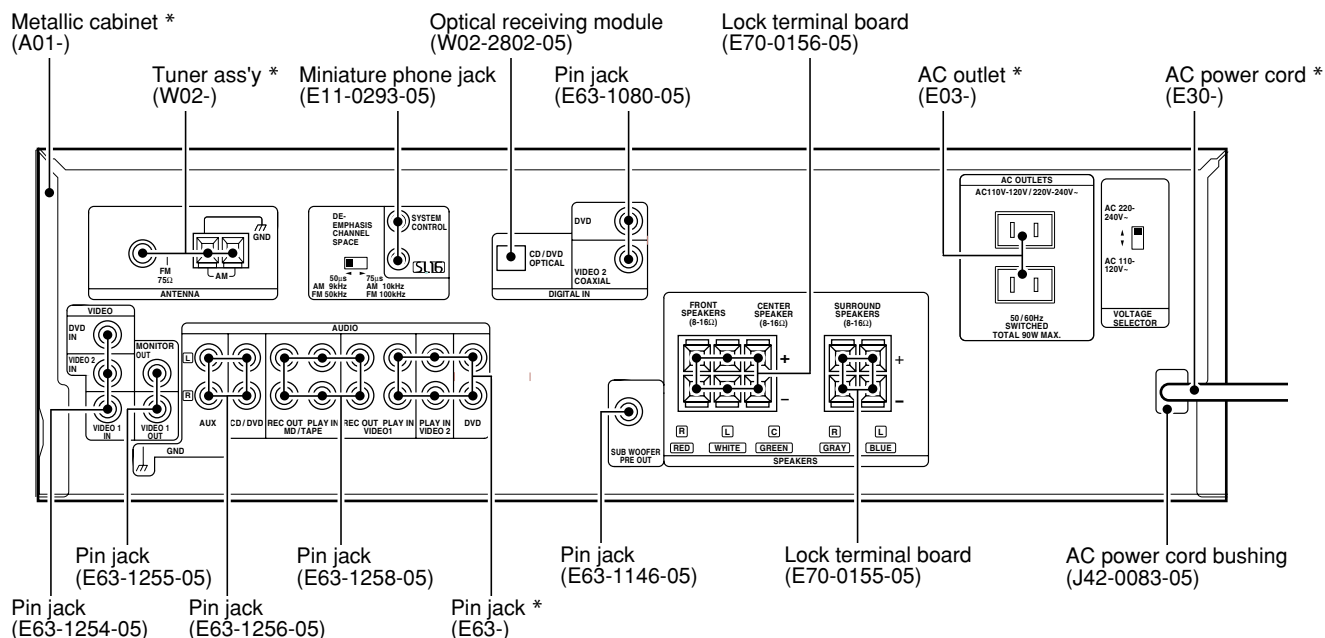 Metallic cabinet *
(A01-)
Optical receiving module
(W02-2802-05)
Lock terminal board
(E70-0156-05)
Tuner ass'y *
(W02-)
Miniature phone jack
(E11-0293-05)
Pin jack
(E63-1080-05)
AC outlet *
(E03-)
AC power cord *
(E30-)
GND
FM
75Ω
AM
ANTENNA
DE-
EMPHASIS
CHANNEL
SPACE
SYSTEM
CONTROL
SL16
50µs 75µs
AM 9kHz AM 10kHz
FM 50kHz FM 100kHz
DVD
CD/DVD
OPTICAL
VIDEO 2
COAXIAL
DIGITAL IN
AC OUTLETS
AC110V-120V/220V-240V~
50/60Hz
SWITCHED
TOTAL 90W MAX.
AC 220-
240V~
AC 110-
120V~
VOLTAGE
SELECTOR
VIDEO
DVD
IN
VIDEO 2
IN
MONITOR
OUT
VIDEO 1
IN
VIDEO 1
OUT
GND
AUDIO
L
R
AUX
CD/DVD
REC OUT PLAY IN
MD/TAPE
REC OUT PLAY IN
VIDEO1
PLAY IN
VIDEO 2
DVD
SUB WOOFER
PRE OUT
FRONT
SPEAKERS
(8-16Ω)
CENTER
SPEAKER
(8-16Ω)
SURROUND
SPEAKERS
(8-16Ω)
+
–
+
–
R L C R L
RED WHITE GREEN GRAY BLUE
SPEAKERS
Pin jack
(E63-1255-05)
Pin jack
(E63-1258-05)
Pin jack
(E63-1146-05)
Lock terminal board
(E70-0155-05)
AC power cord bushing
(J42-0083-05)
Pin jack
(E63-1254-05)
Pin jack
(E63-1256-05)
Pin jack *
(E63-)